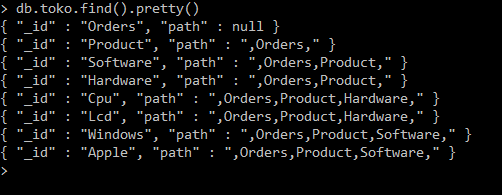 > db.toko.find().pretty()
{ "_id" : "Orders", "path" : null }
{ "_id" : "Product", "path" : ",Orders," }
{ "_id" : "Software", "path" : ",Orders,Product," }
{ "_id" : "Hardware", "path" : ",Orders,Product," }
{ "_id" : "Cpu", "path" : ",Orders,Product,Hardware," }
{ "_id" : "Lcd", "path" : ",Orders,Product,Hardware," }
{ "_id" : "Windows", "path" : ",Orders,Product,Software," }
{ "_id" : "Apple", "path" : ",Orders,Product,Software," }
>